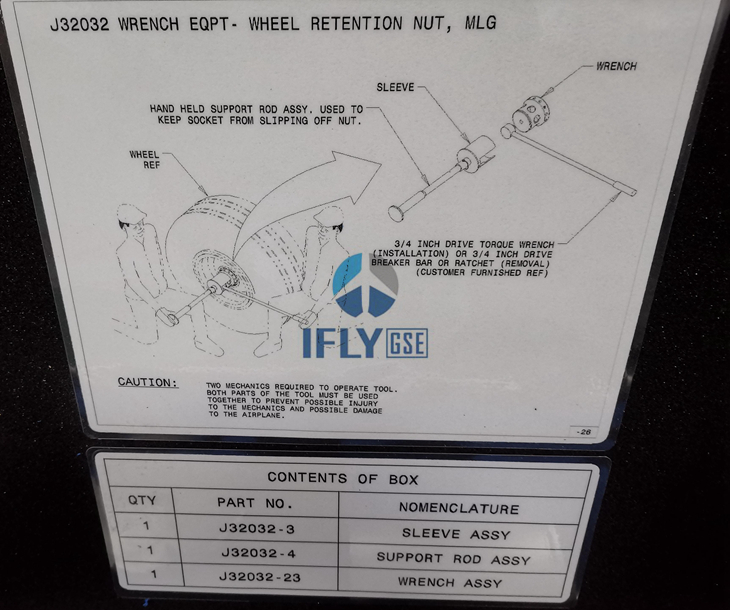 J32032 WRENCH EQPT- WHEEL RETENTION NUT, MLG
WRENCH
SLEEVE
HAND HELD SUPPORT ROD ASSY. USED TO
KEEP SOCKET FROM SLIPPING OFF NUT.
WHEEL
REF
3/4 INCH DRIVE TORQUE WRENCH
(INSTALLATION) OR 3/4 INCH DRIVE
BREAKER BAR OR RATCHET (REMOVAL)
(CUSTOMER FURNISHED REF)
IFLY GSE
CAUTION: TWO MECHANICS REQUIRED TO OPERATE TOOL.
BOTH PARTS OF THE TOOL MUST BE USED
TOGETHER TO PREVENT POSSIBLE INJURY
TO THE MECHANICS AND POSSIBLE DAMAGE
TO THE AIRPLANE.
-26
CONTENTS OF BOX
QTY PART NO. NOMENCLATURE
1 J32032-3 SLEEVE ASSY
1 J32032-4 SUPPORT ROD ASSY
1 J32032-23 WRENCH ASSY